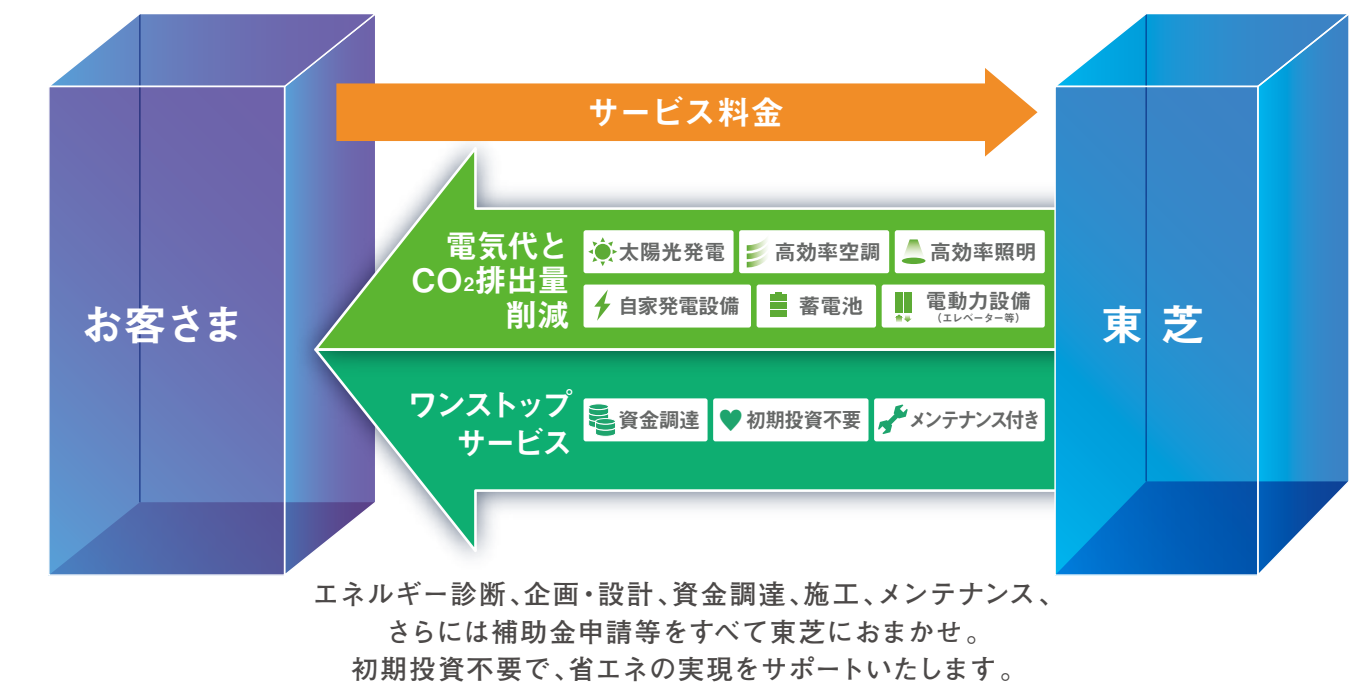 サービス料金
お客さま
電気代と
CO2排出量
削減
太陽光発電
高効率空調
高効率照明
自家発電設備
蓄電池
電動力設備
(エレベーター等)
ワンストップ
サービス
資金調達
初期投資不要
メンテナンス付き
東芝
エネルギー診断、企画・設計、資金調達、施工、メンテナンス、
さらには補助金申請等をすべて東芝におまかせ。
初期投資不要で、省エネの実現をサポートいたします。